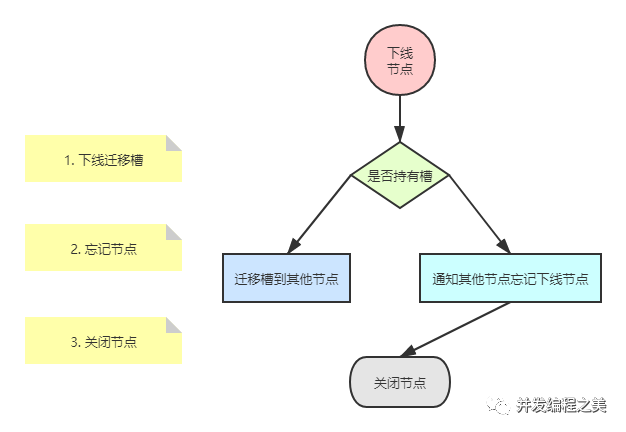 下线
节点
1. 下线迁移槽
是否持有槽
2. 忘记节点
迁移槽到其他节点
通知其他节点忘记下线节点
3. 关闭节点
关闭节点
并发编程之美